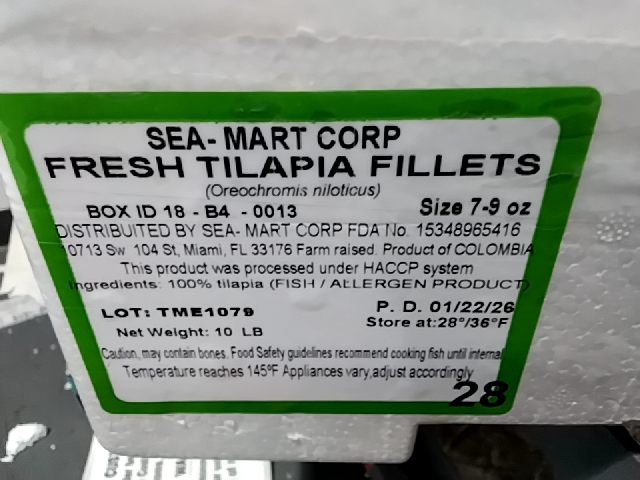 SEA- MART CORP
FRESH TILAPIA FILLETS
(Oreochromis niloticus)
BOX ID 18 - B4 - 0013 Size 7-9 oz
DISTRIBUITED BY SEA- MART CORP FDA No. 15348965416
10713 Sw 104 St, Miami, FL 33176 Farm raised. Product of COLOMBIA
This product was processed under HACCP system
Ingredients: 100% tilapia (FISH / ALLERGEN PRODUCT)
LOT: TME1079 P. D. 01/22/26
Net Weight: 10 LB Store at:28°/36°F
Caution, may contain bones. Food Safety guidelines recommend cooking fish until internal
Temperature reaches 145ºF Appliances vary,adjust accordingly
28